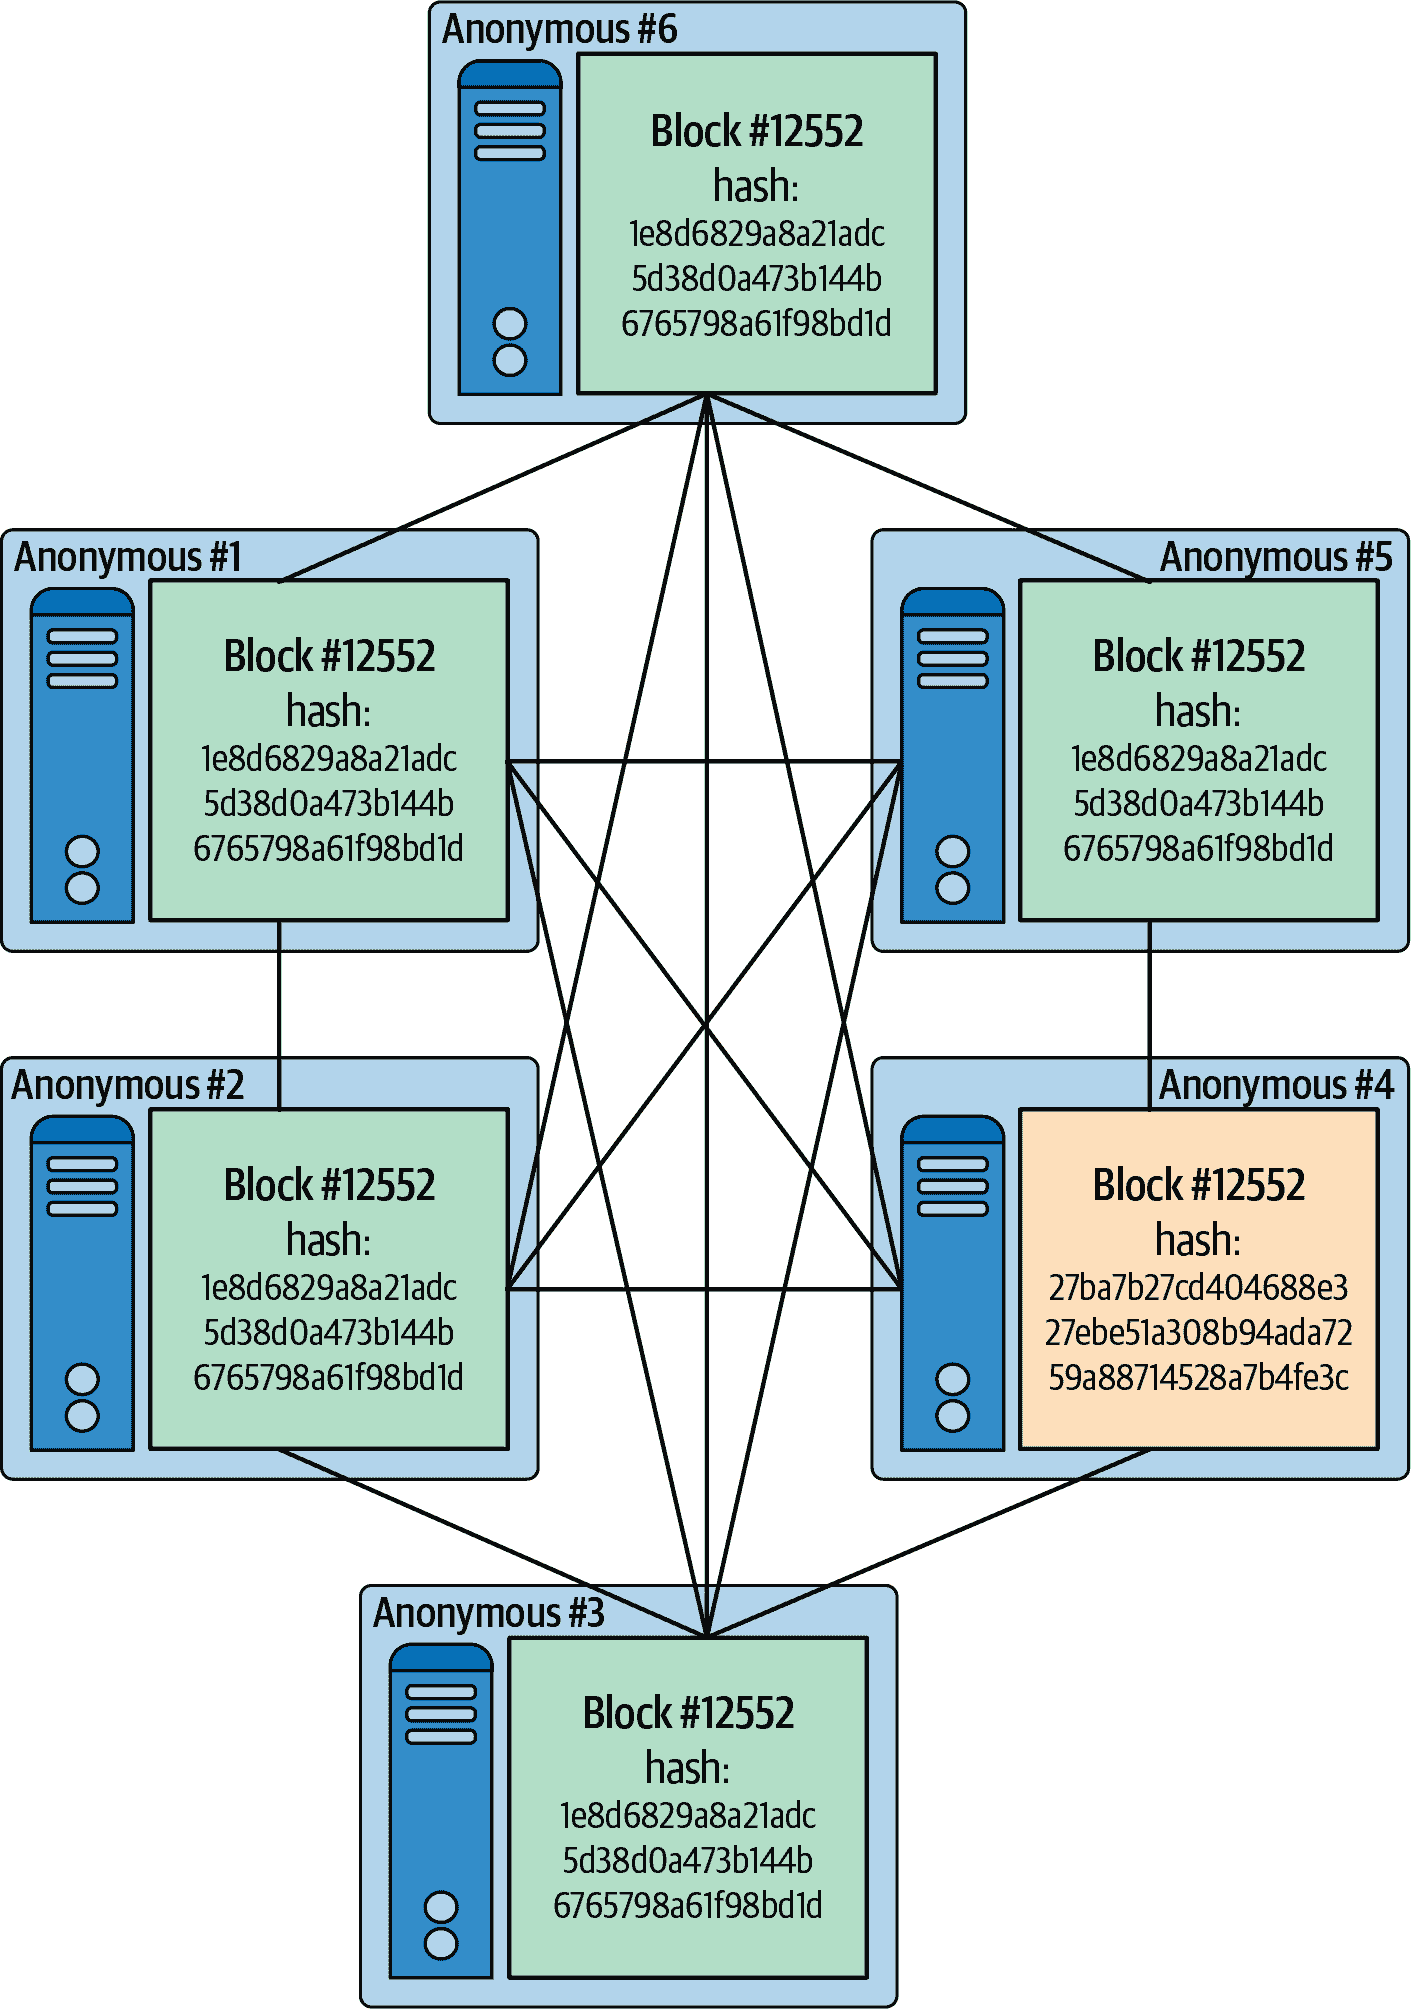 Anonymous #6
Block #12552
hash:
1e8d6829a8a21adc
5d38d0a473b144b
6765798a61f98bd1d
Anonymous #1
Block #12552
hash:
1e8d6829a8a21adc
5d38d0a473b144b
6765798a61f98bd1d
Anonymous #5
Block #12552
hash:
1e8d6829a8a21adc
5d38d0a473b144b
6765798a61f98bd1d
Anonymous #2
Block #12552
hash:
1e8d6829a8a21adc
5d38d0a473b144b
6765798a61f98bd1d
Anonymous #4
Block #12552
hash:
27ba7b27cd404688e3
27ebe51a308b94ada72
59a88714528a7b4fe3c
Anonymous #3
Block #12552
hash:
1e8d6829a8a21adc
5d38d0a473b144b
6765798a61f98bd1d